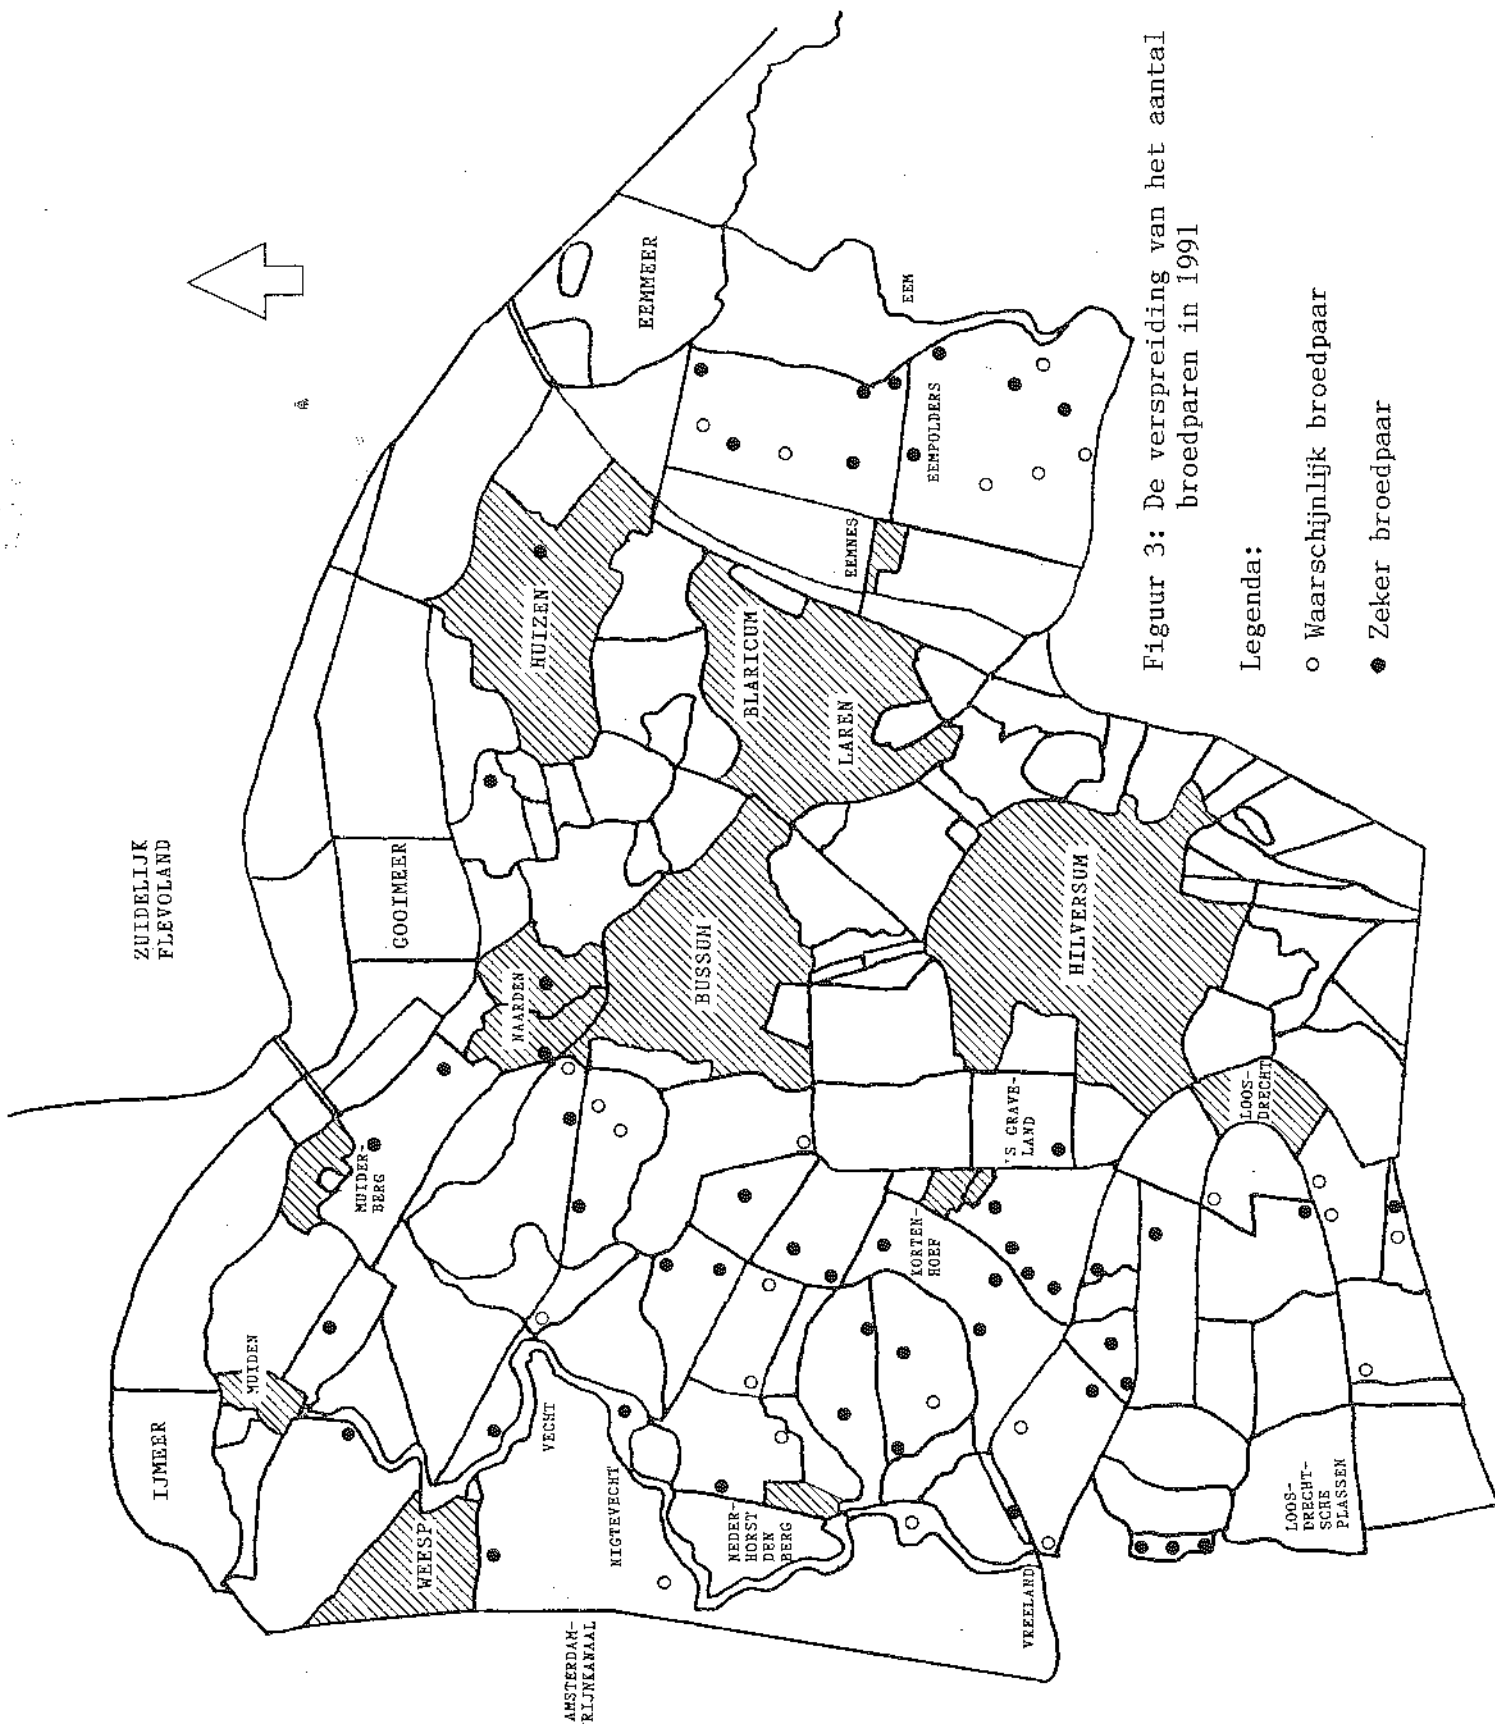 ZUIDELIJK
FLEVOLAND
IJMEER
GOOIMEER
EEMMEER
MUIDEN
MUIDER-
BERG
WEESP
NAARDEN
HUIZEN
BUSSUM
BLARICUM
LAREN
EEMNES
EEMPOLDERS
EEM
VECHT
NIGTEVECHT
AMSTERDAM-
RIJNKANAAL
NEDER-
HORST
DEN
BERG
KORTEN-
HOEF
'S GRAVE-
LAND
HILVERSUM
VREELAND
LOOS-
DRECHT
LOOS-
DRECHT-
SCHE
PLASSEN
Figuur 3: De verspreiding van het aantal
broedparen in 1991
Legenda:
○ Waarschijnlijk broedpaar
● Zeker broedpaar